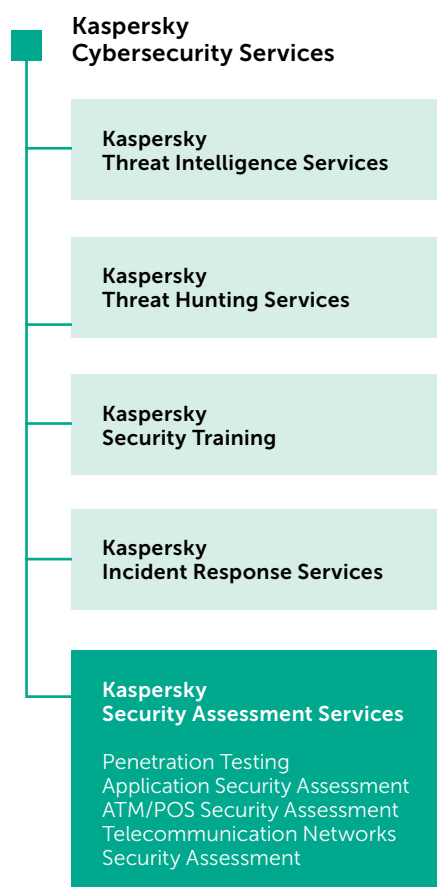 Kaspersky
Cybersecurity Services
Kaspersky
Threat Intelligence Services
Kaspersky
Threat Hunting Services
Kaspersky
Security Training
Kaspersky
Incident Response Services
Kaspersky
Security Assessment Services
Penetration Testing
Application Security Assessment
ATM/POS Security Assessment
Telecommunication Networks
Security Assessment